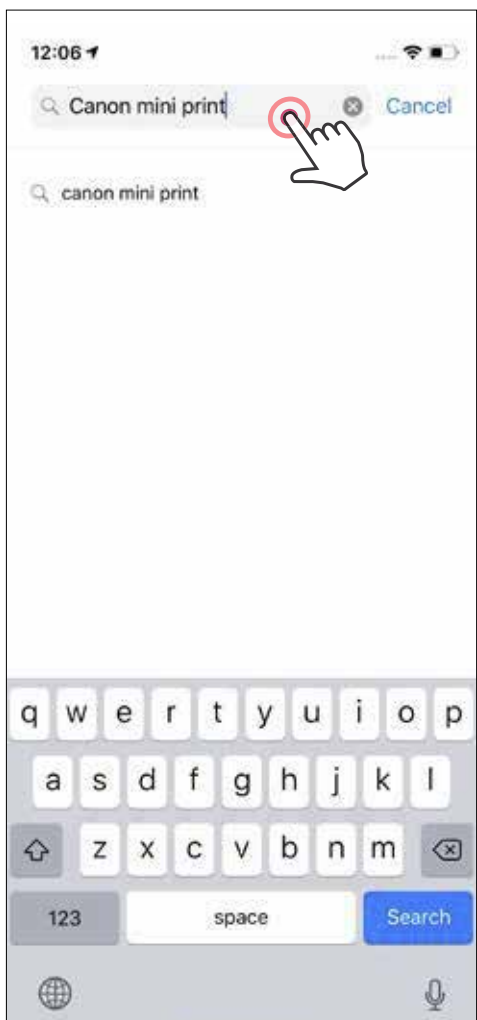 12:06
Canon mini print
Cancel
canon mini print
q w e r t y u i o p
a s d f g h j k l
z x c v b n m
123 space Search